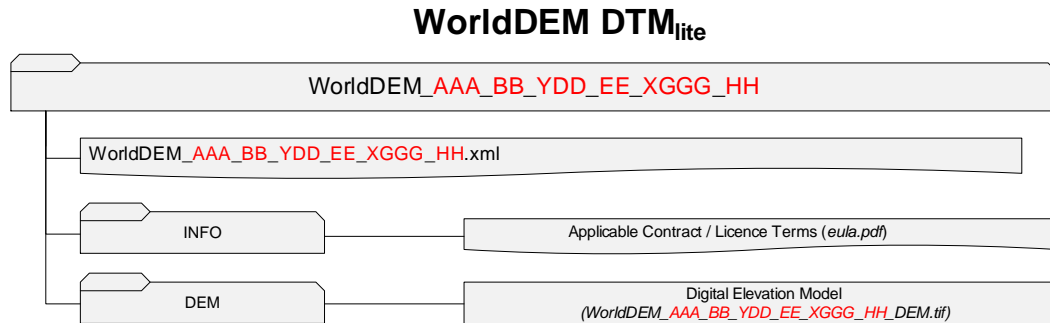 WorldDEM DTMlite
WorldDEM_AAA_BB_YDD_EE_XGGG_HH
WorldDEM_AAA_BB_YDD_EE_XGGG_HH.xml
INFO
Applicable Contract / Licence Terms (eula.pdf)
DEM
Digital Elevation Model
(WorldDEM_AAA_BB_YDD_EE_XGGG_HH_DEM.tif)